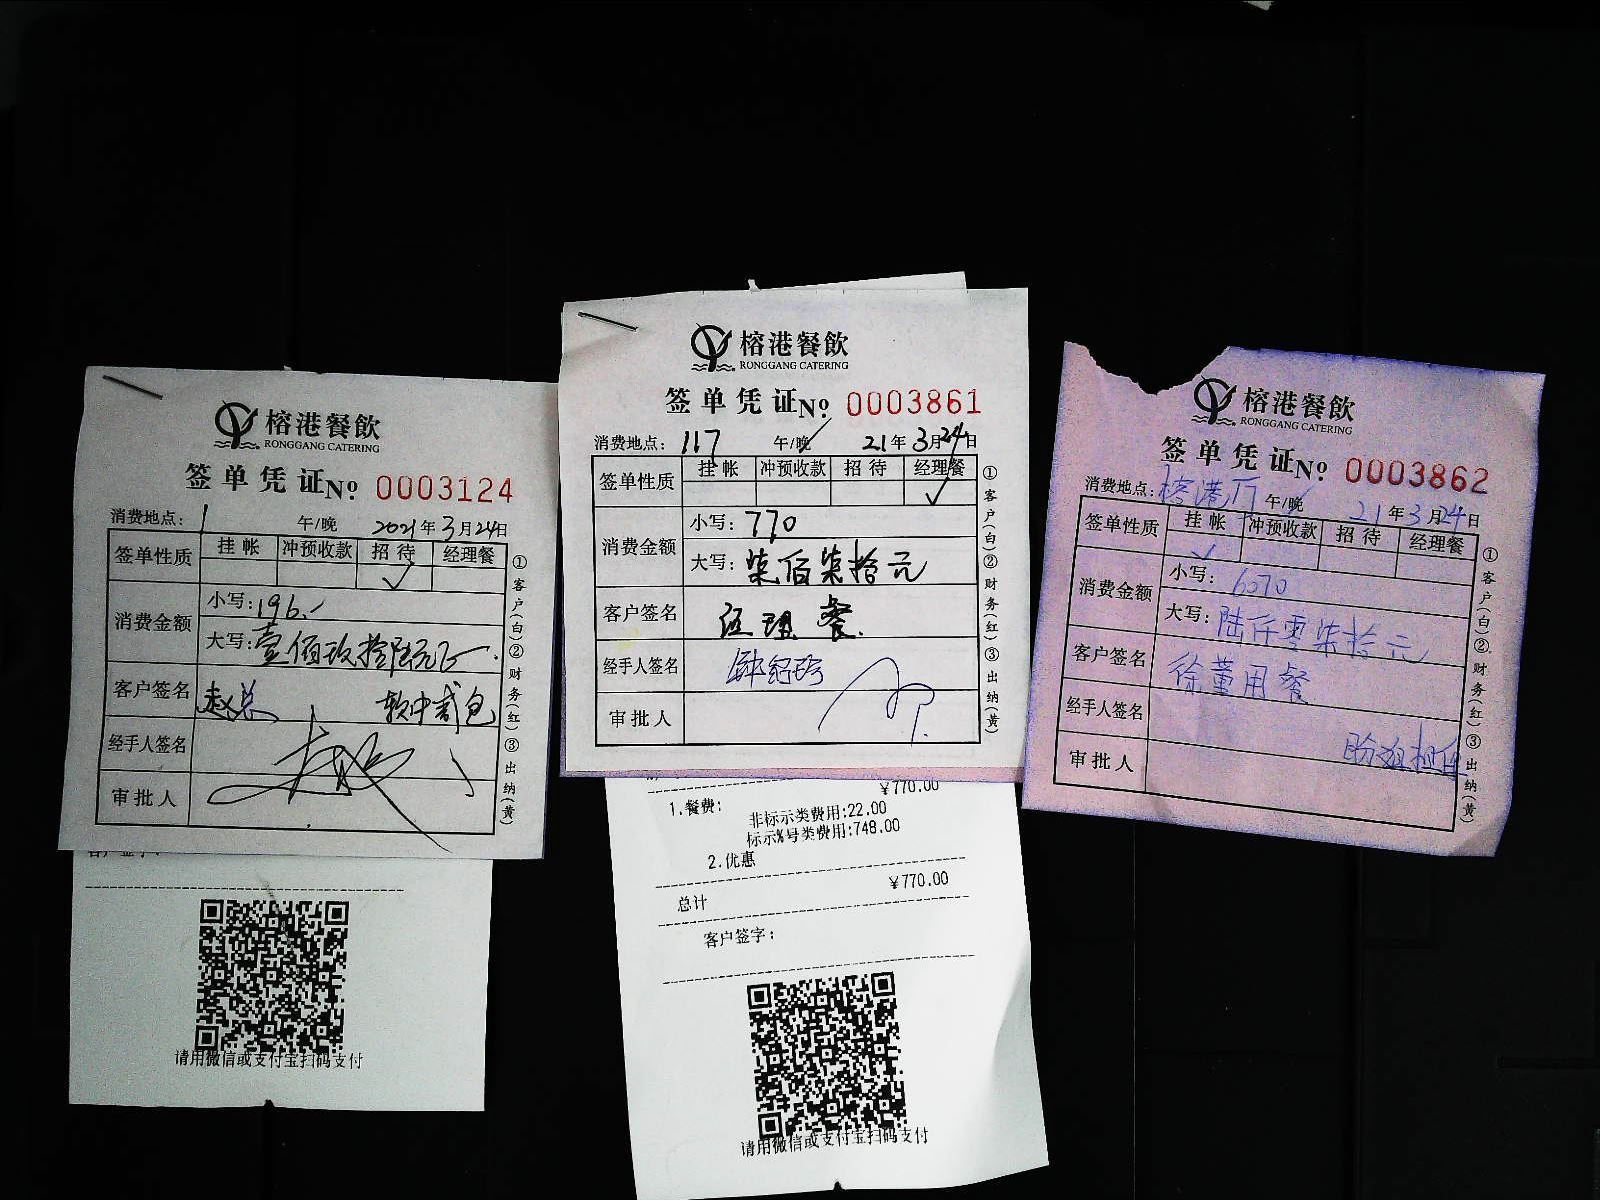 榕港餐飲
RONGGANG CATERING
签单凭证 No 0003124
消费地点: 1 午/晚 2021年3月24日
签单性质 挂帐 冲预收款 招待 经理餐
✓
消费金额 小写: 196.-
大写: 壹佰玖拾陆元正
客户签名 赵总 软中贰包
经手人签名
审批人
①客户(白)②财务(红)③出纳(黄)
请用微信或支付宝扫码支付
榕港餐飲
RONGGANG CATERING
签单凭证 No 0003861
消费地点: 117 午/晚 21年3月24日
签单性质 挂帐 冲预收款 招待 经理餐
✓
消费金额 小写: 770
大写: 柒佰柒拾元
客户签名 经理餐
经手人签名
审批人
①客户(白)②财务(红)③出纳(黄)
¥770.00
1.餐费:
非标示类费用:22.00
标示%号类费用:748.00
2.优惠
¥770.00
总计
客户签字:
请用微信或支付宝扫码支付
榕港餐飲
RONGGANG CATERING
签单凭证 No 0003862
消费地点: 榕港厅 午/晚 21年3月24日
签单性质 挂帐 冲预收款 招待 经理餐
✓
消费金额 小写: 6070
大写: 陆仟零柒拾元
客户签名 徐董用餐
经手人签名
审批人
①客户(白)②财务(红)③出纳(黄)